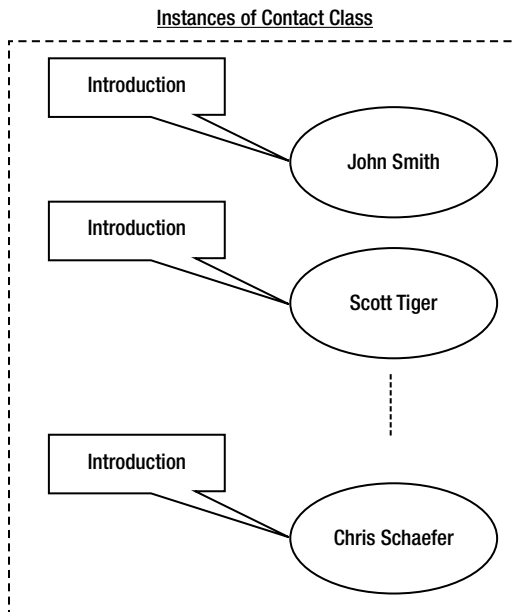 Instances of Contact Class
Introduction
John Smith
Introduction
Scott Tiger
Introduction
Chris Schaefer